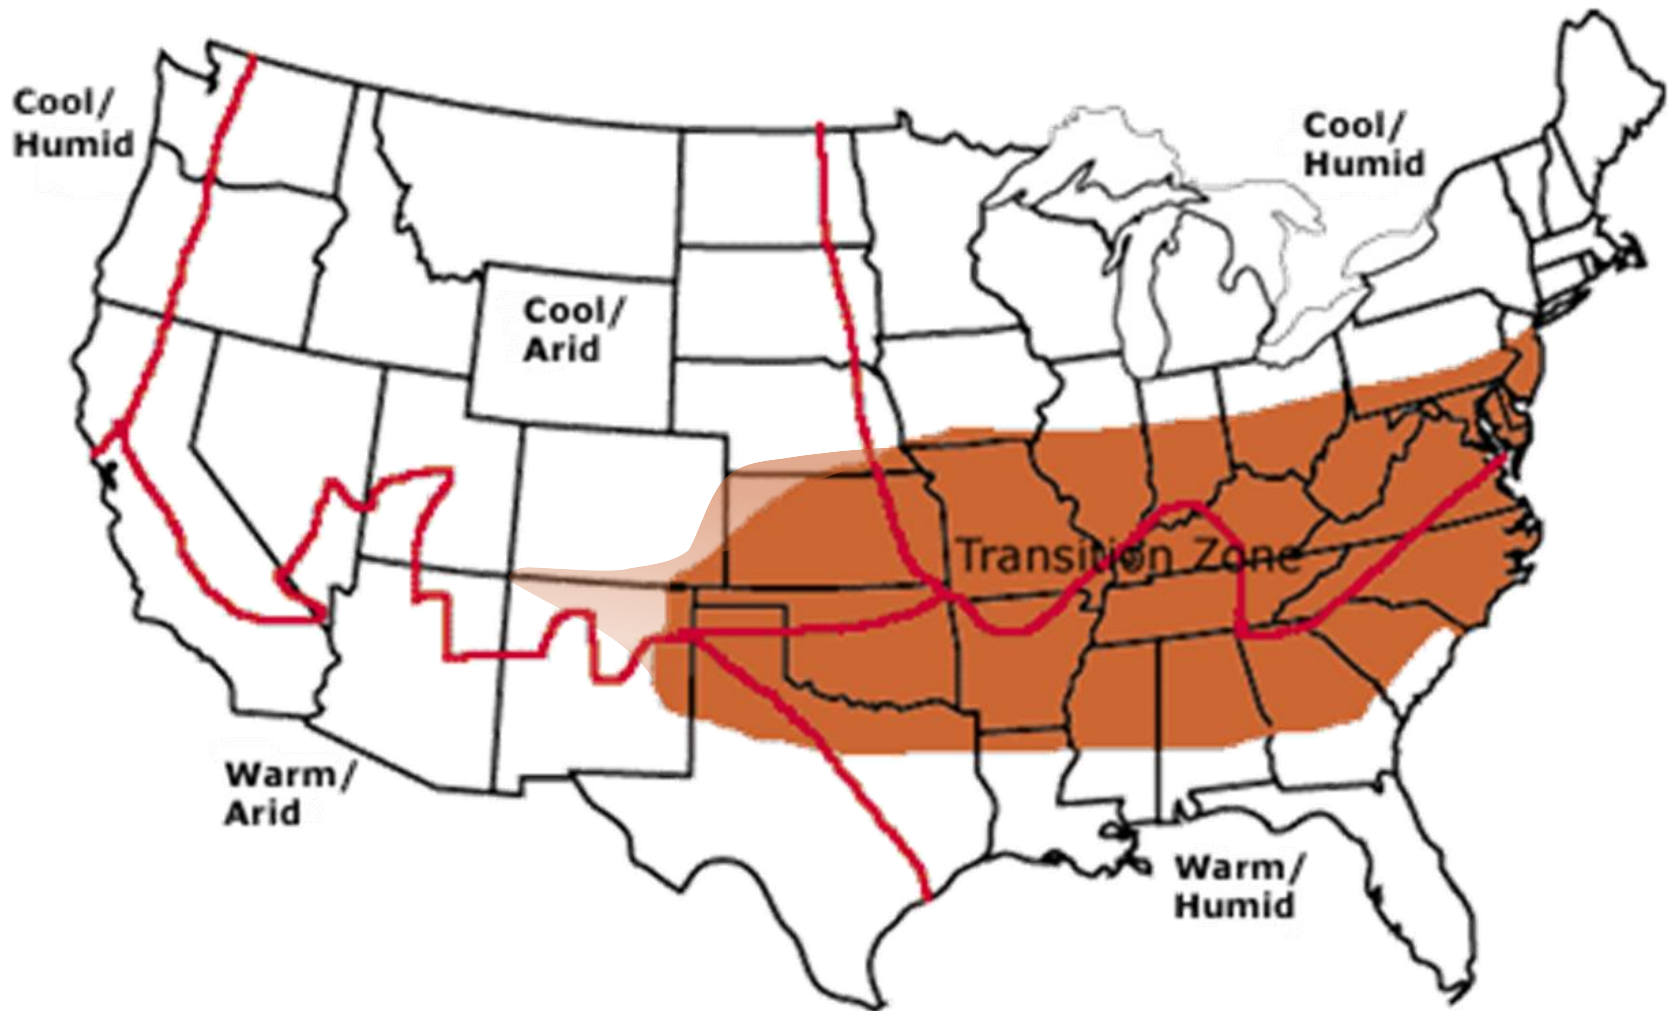 Cool/
Humid
Cool/
Humid
Cool/
Arid
Transition Zone
Warm/
Arid
Warm/
Humid